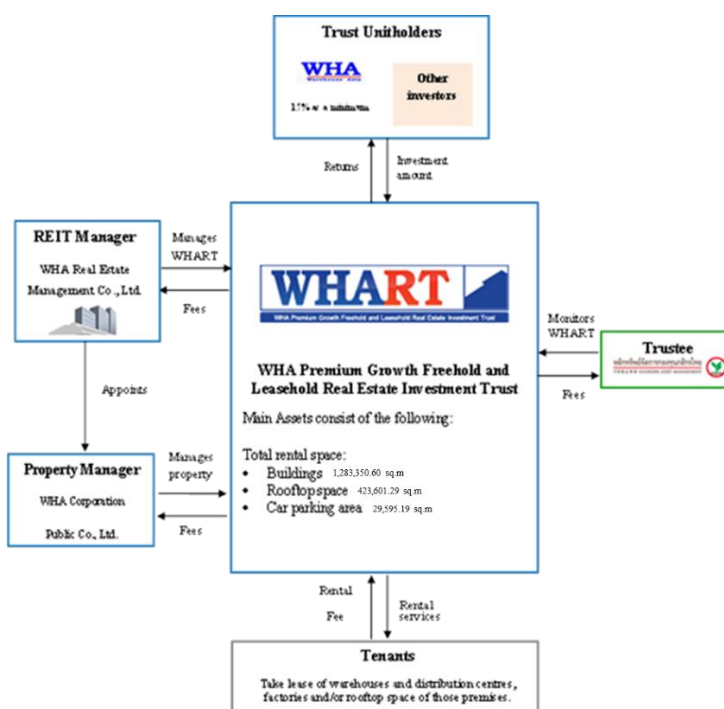 Trust Unitholders
WHA
Other
investors
15% as a minimum
Returns
Investment
amount
REIT Manager
WHA Real Estate
Management Co., Ltd.
Manages
WHART
Fees
WHART
WHA Premium Growth Freehold and Leasehold Real Estate Investment Trust
Monitors
WHART
Trustee
Fees
WHA Premium Growth Freehold and
Leasehold Real Estate Investment Trust
Main Assets consist of the following:
Appoints
Total rental space:
• Buildings 1,283,350.60 sq.m
• Rooftop space 423,601.29 sq.m
• Car parking area 29,595.19 sq.m
Property Manager
WHA Corporation
Public Co., Ltd.
Manages
property
Fees
Rental
Fee
Rental
services
Tenants
Take lease of warehouses and distribution centres,
factories and/or rooftop space of those premises.